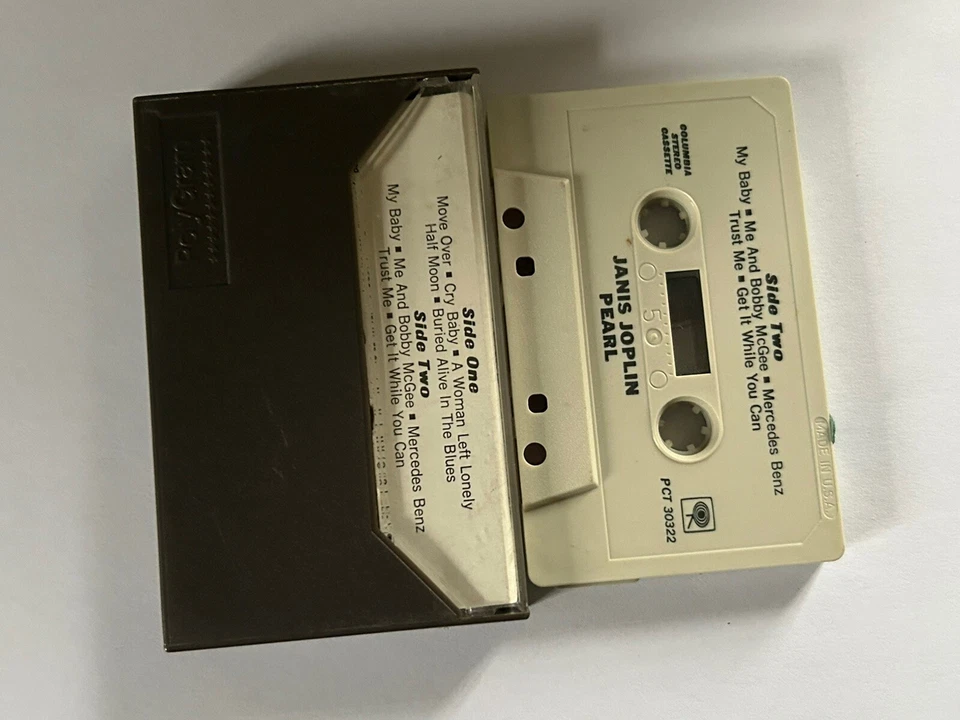 Side One
Move Over ■ Cry Baby ■ A Woman Left Lonely
Half Moon ■ Buried Alive In The Blues
Side Two
My Baby ■ Me And Bobby McGee ■ Mercedes Benz
Trust Me ■ Get It While You Can
Side Two
My Baby ■ Me And Bobby McGee ■ Mercedes Benz
Trust Me ■ Get It While You Can
COLUMBIA
STEREO
CASSETTE
50
JANIS JOPLIN
PEARL
PCT 30322
MADE IN U.S.A.